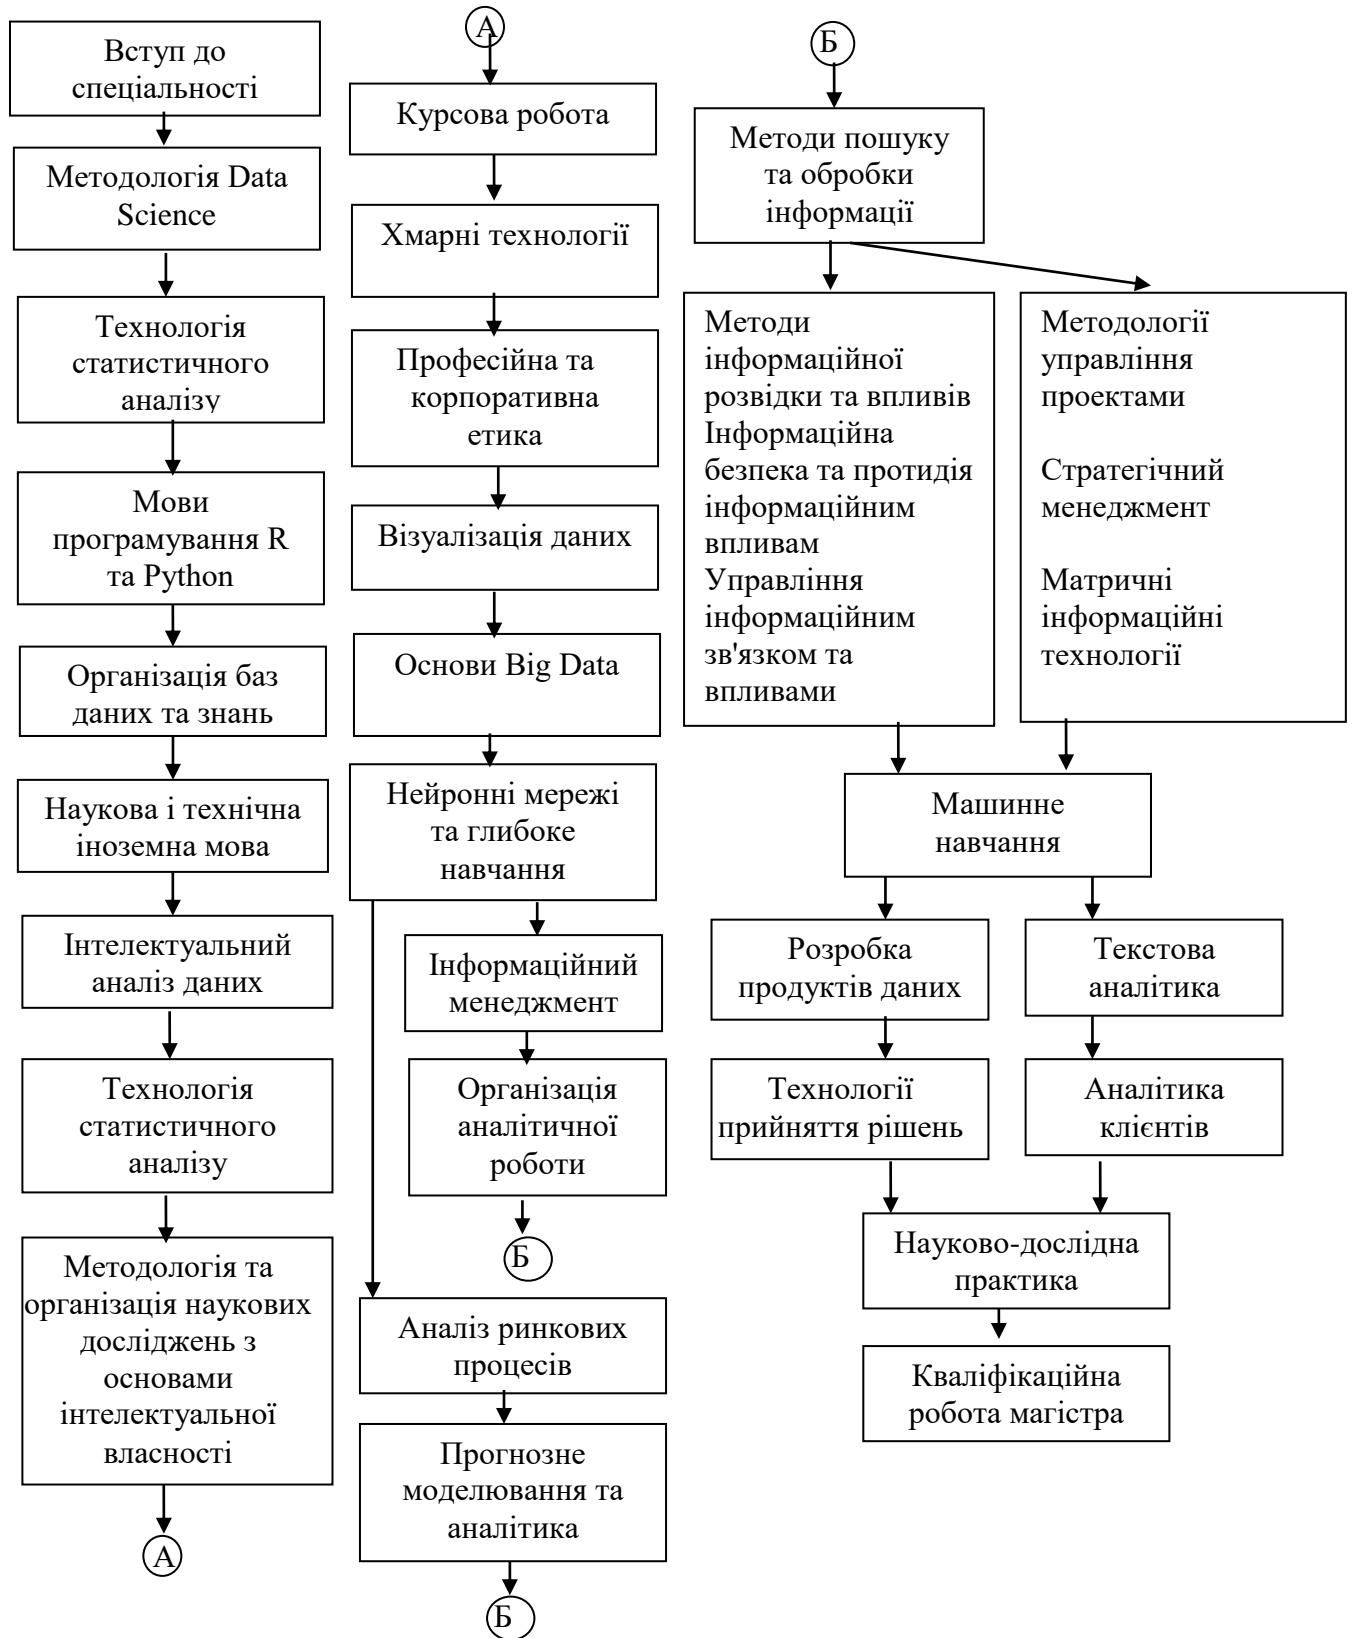 Вступ до
спеціальності
Методологія Data
Science
Технологія
статистичного
аналізу
Мови
програмування R
та Python
Організація баз
даних та знань
Наукова і технічна
іноземна мова
Інтелектуальний
аналіз даних
Технологія
статистичного
аналізу
Методологія та
організація наукових
досліджень з
основами
інтелектуальної
власності
А
А
Курсова робота
Хмарні технології
Професійна та
корпоративна
етика
Візуалізація даних
Основи Big Data
Нейронні мережі
та глибоке
навчання
Інформаційний
менеджмент
Організація
аналітичної
роботи
Б
Аналіз ринкових
процесів
Прогнозне
моделювання та
аналітика
Б
Б
Методи пошуку
та обробки
інформації
Методи
інформаційної
розвідки та впливів
Інформаційна
безпека та протидія
інформаційним
впливам
Управління
інформаційним
зв'язком та
впливами
Методології
управління
проектами
Стратегічний
менеджмент
Матричні
інформаційні
технології
Машинне
навчання
Розробка
продуктів даних
Текстова
аналітика
Технології
прийняття рішень
Аналітика
клієнтів
Науково-дослідна
практика
Кваліфікаційна
робота магістра